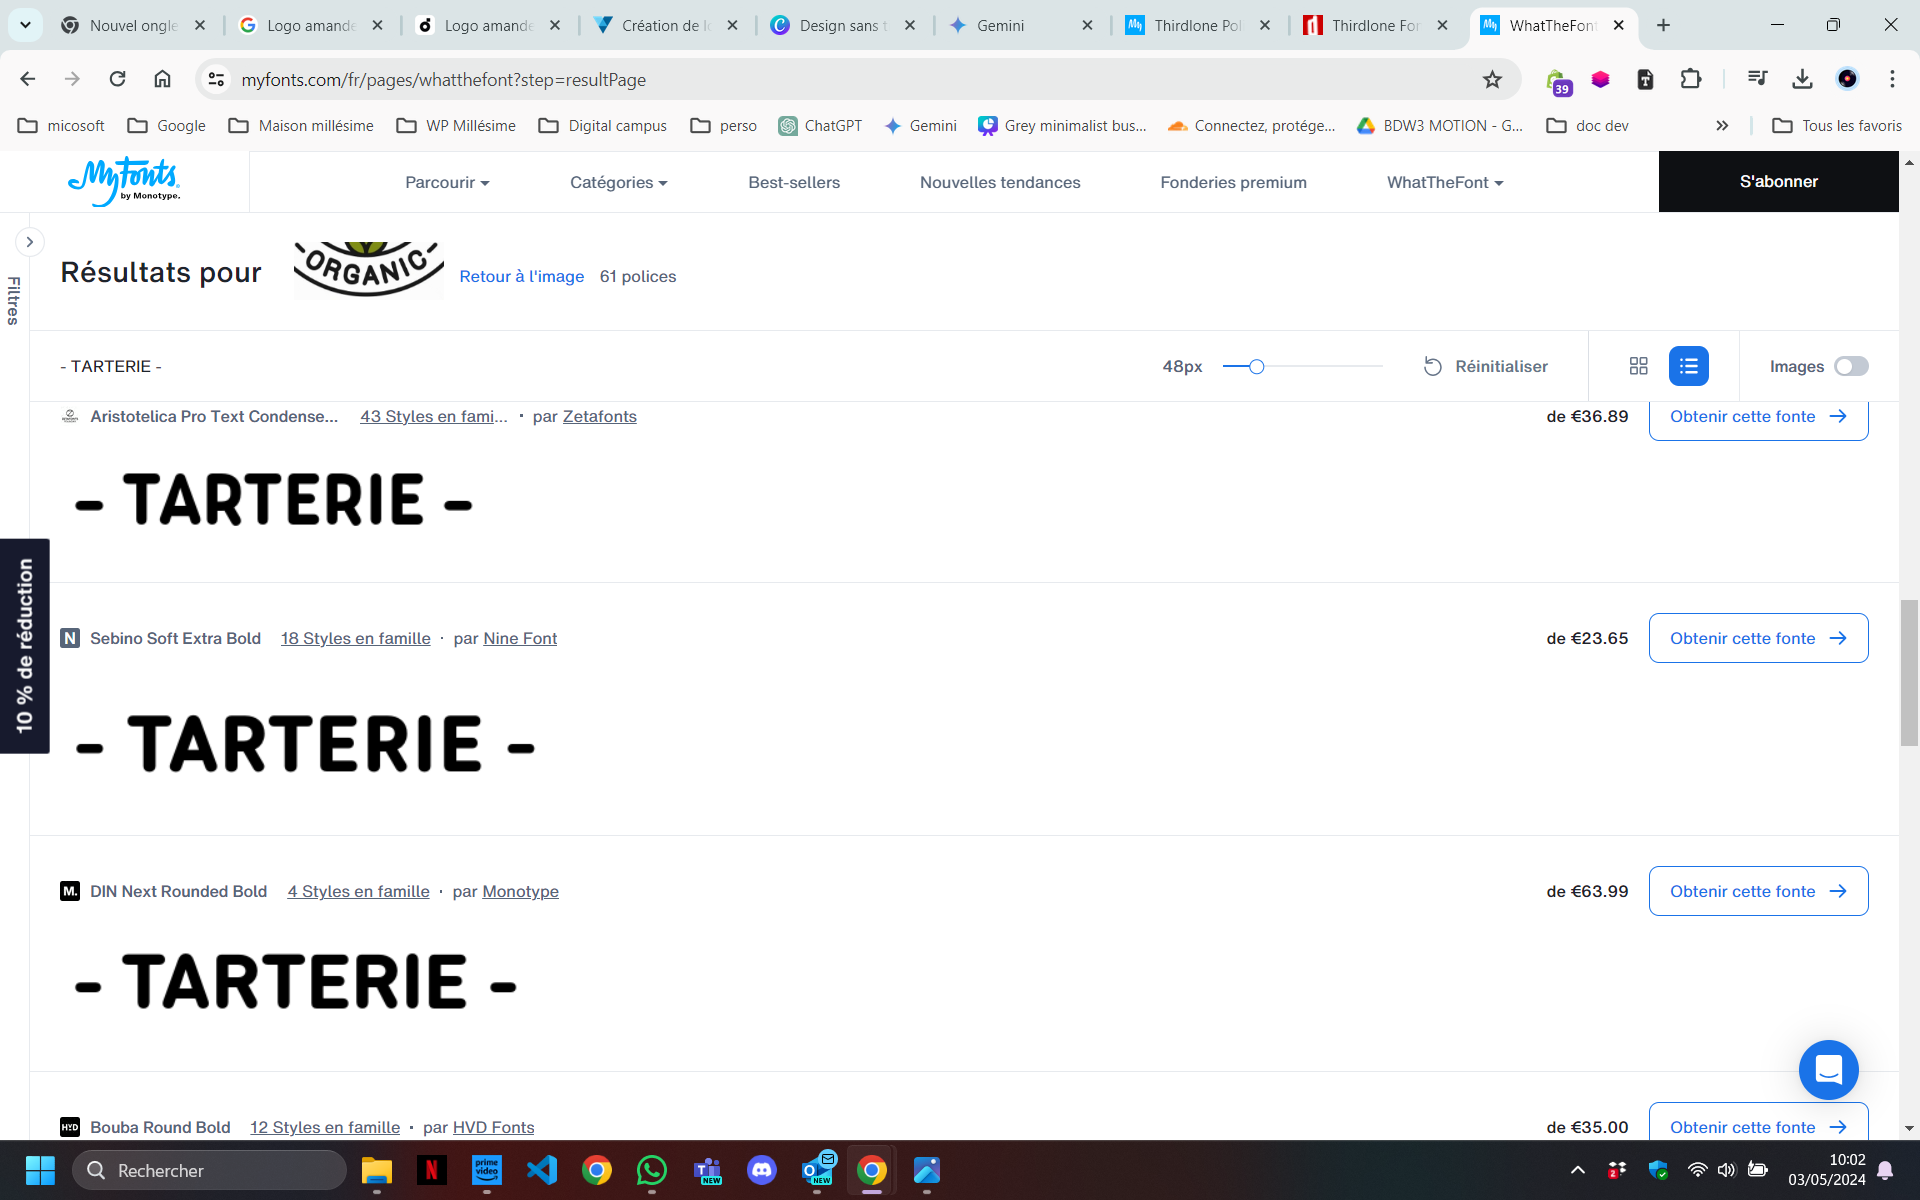 Nouvel ongle
Logo amande
Logo amande
Création de l
Design sans t
Gemini
Thirdlone Pol
Thirdlone For
WhatTheFont
myfonts.com/fr/pages/whatthefont?step=resultPage
39
micosoft
Google
Maison millésime
WP Millésime
Digital campus
perso
ChatGPT
Gemini
Grey minimalist bus...
Connectez, protége...
BDW3 MOTION - G...
doc dev
Tous les favoris
MyFonts
by Monotype.
Parcourir
Catégories
Best-sellers
Nouvelles tendances
Fonderies premium
WhatTheFont
S'abonner
Filtres
Résultats pour
ORGANIC
Retour à l'image
61 polices
- TARTERIE -
48px
Réinitialiser
Images
Aristotelica Pro Text Condense...
43 Styles en fami...
· par Zetafonts
de €36.89
Obtenir cette fonte
- TARTERIE -
10 % de réduction
N
Sebino Soft Extra Bold
18 Styles en famille
· par Nine Font
de €23.65
Obtenir cette fonte
- TARTERIE -
M.
DIN Next Rounded Bold
4 Styles en famille
· par Monotype
de €63.99
Obtenir cette fonte
- TARTERIE -
HVD
Bouba Round Bold
12 Styles en famille
· par HVD Fonts
de €35.00
Obtenir cette fonte
Rechercher
prime video
NEW
NEW
2
10:02
03/05/2024